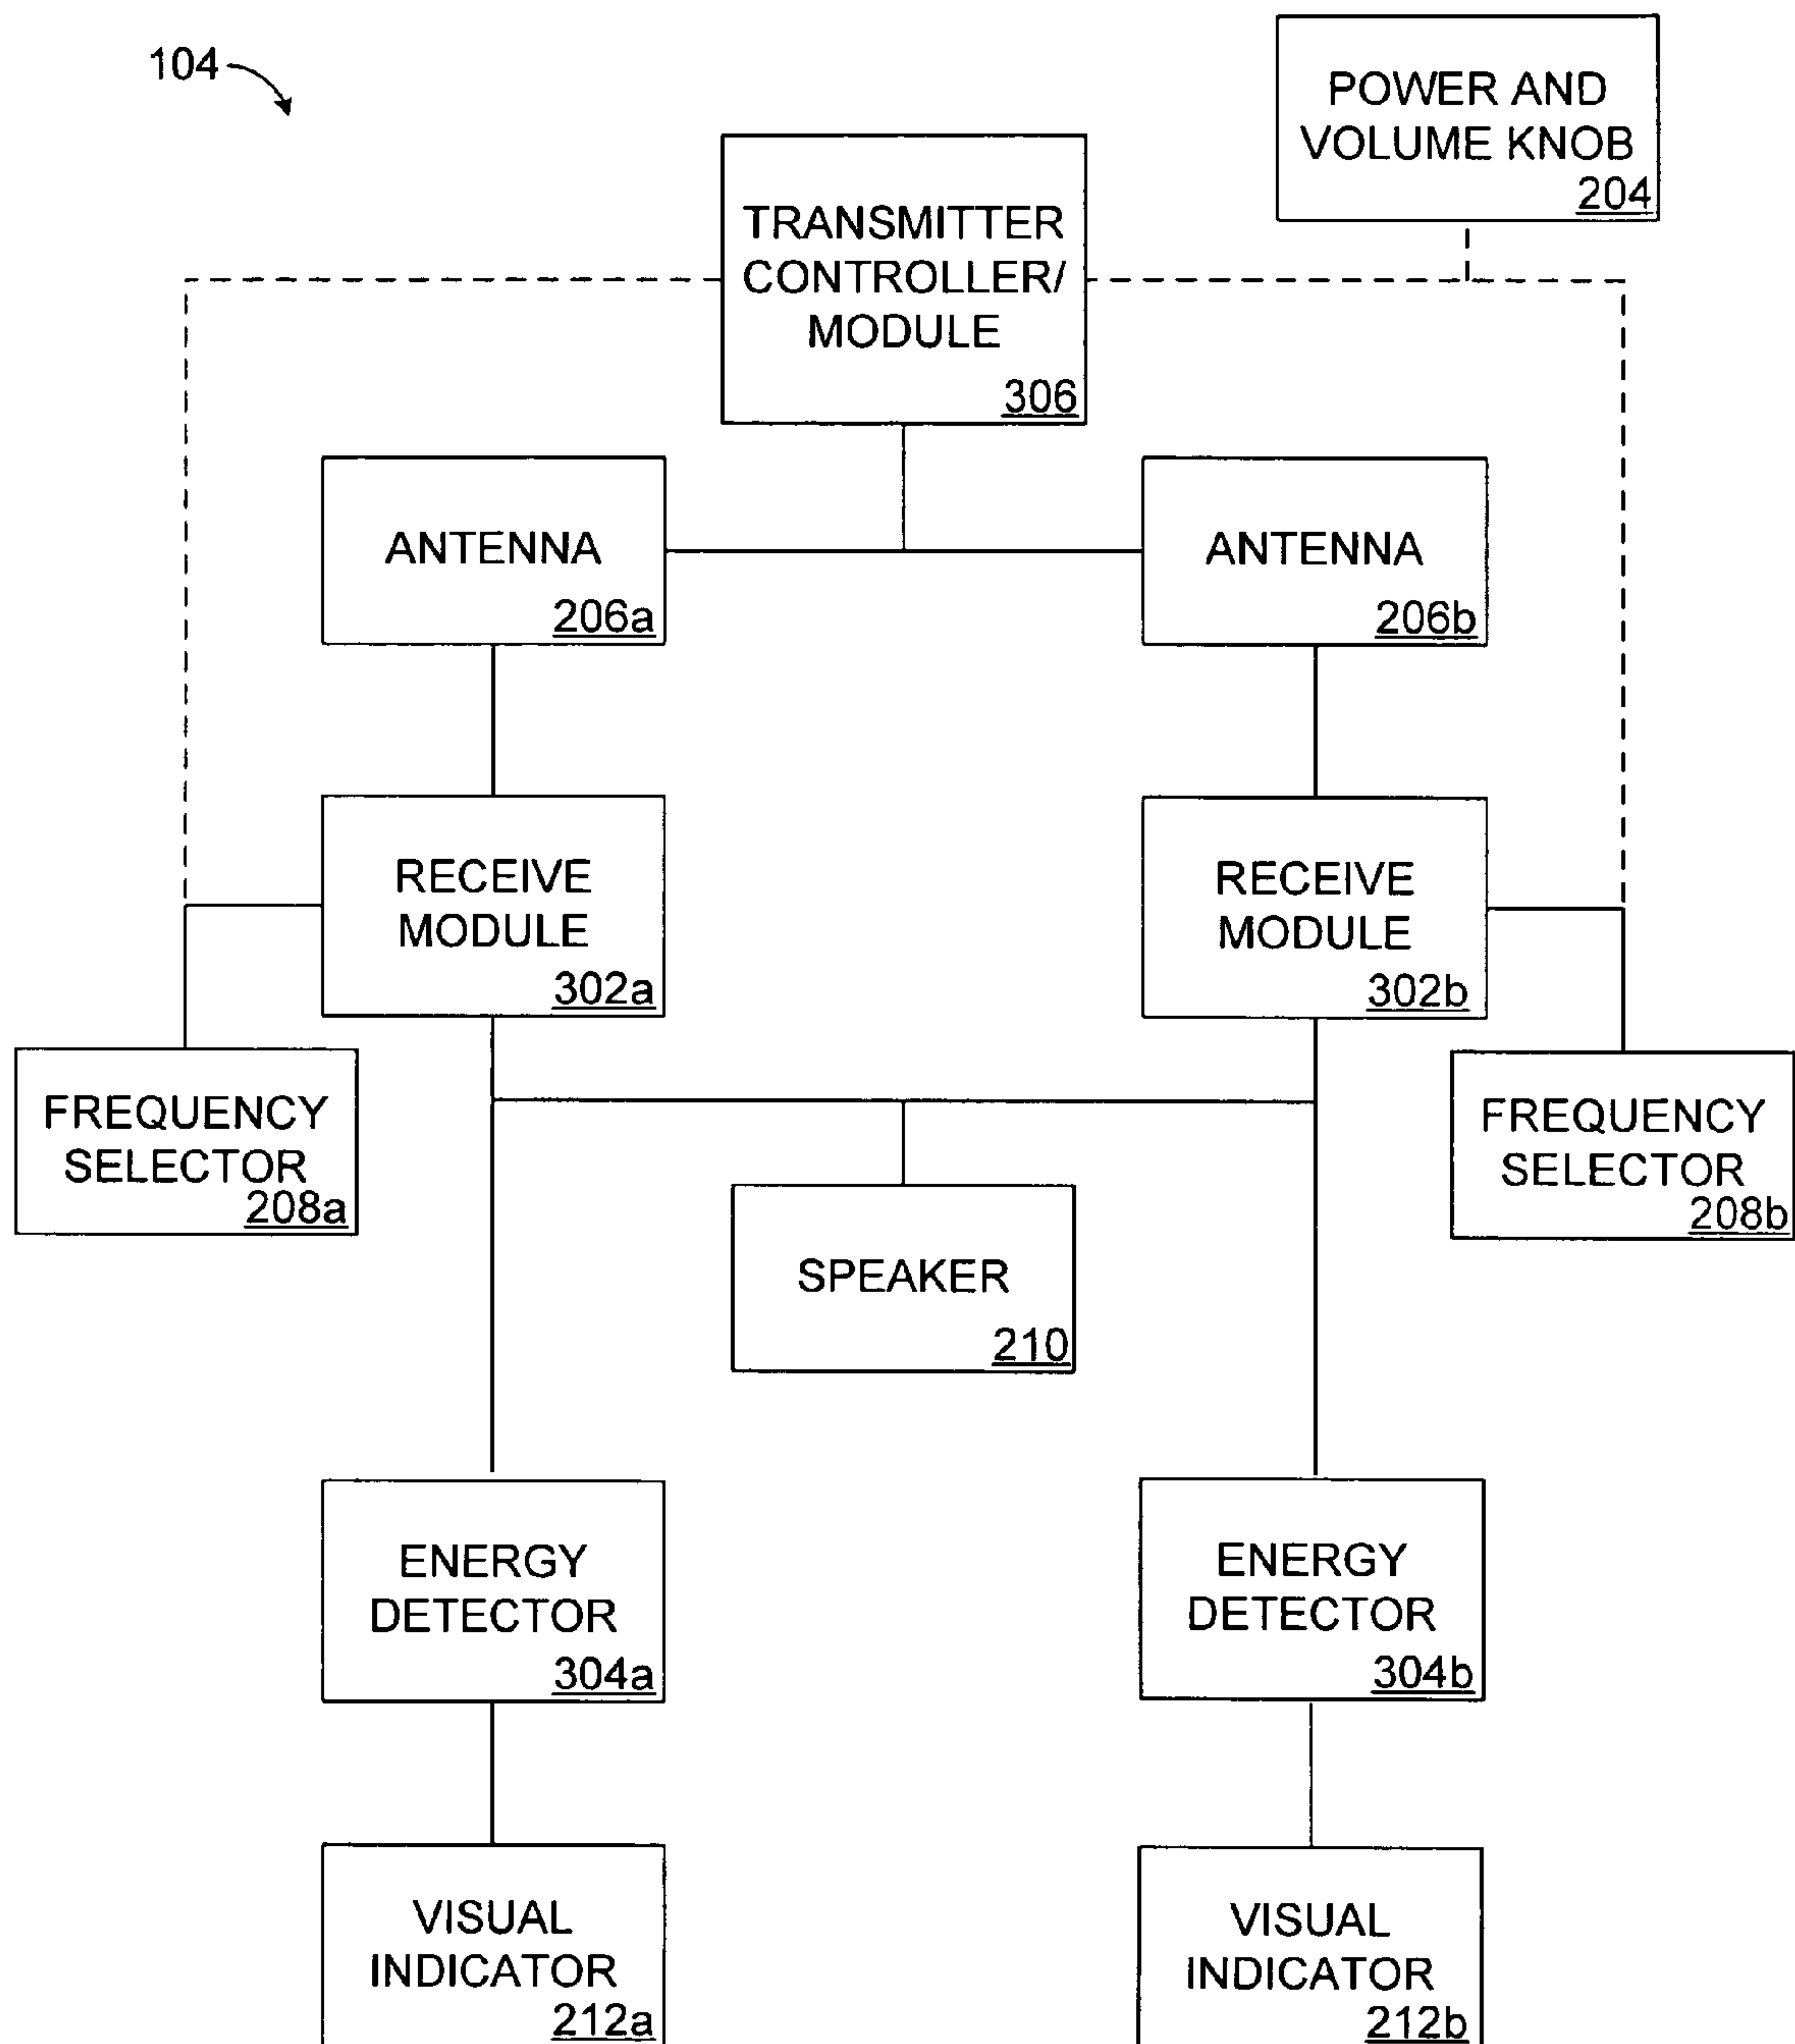 104
POWER AND
VOLUME KNOB
204
TRANSMITTER
CONTROLLER/
MODULE
306
ANTENNA
206a
ANTENNA
206b
RECEIVE
MODULE
302a
RECEIVE
MODULE
302b
FREQUENCY
SELECTOR
208a
FREQUENCY
SELECTOR
208b
SPEAKER
210
ENERGY
DETECTOR
304a
ENERGY
DETECTOR
304b
VISUAL
INDICATOR
212a
VISUAL
INDICATOR
212b